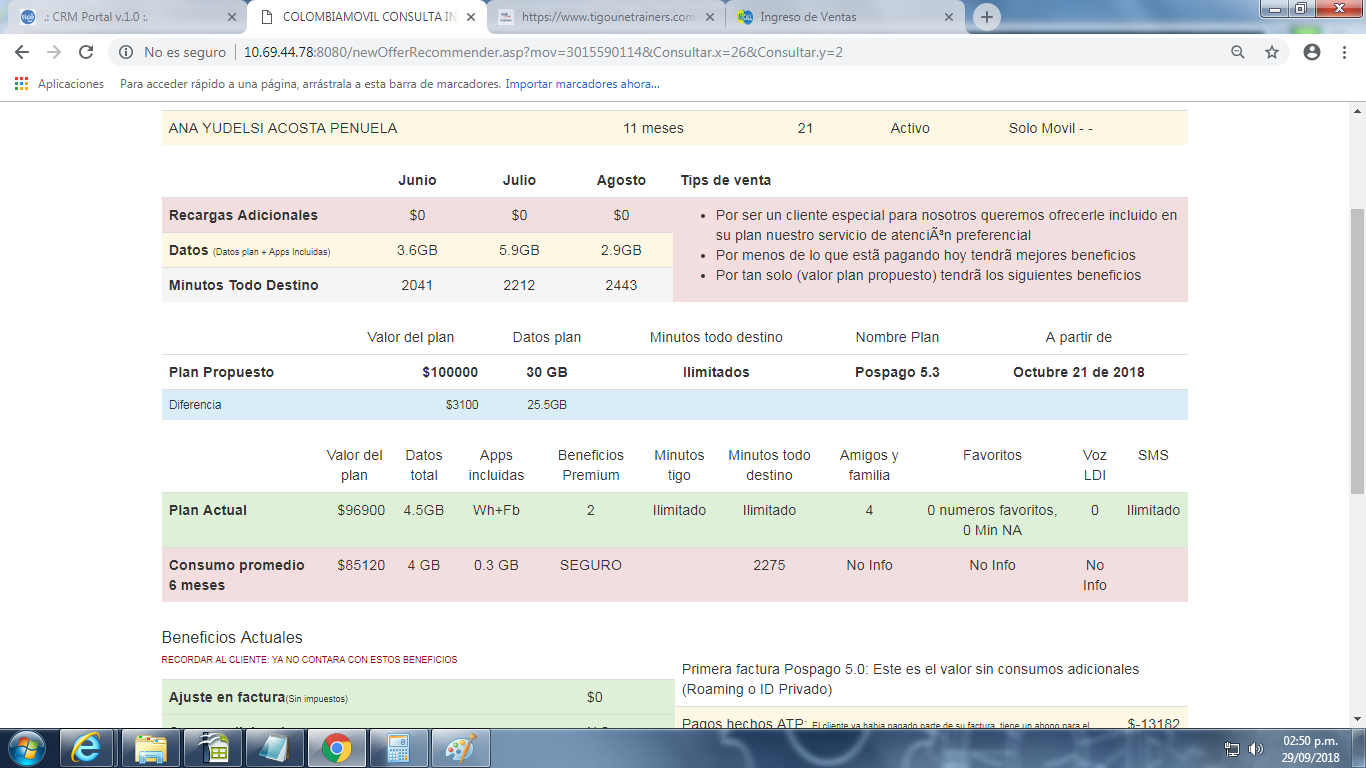 .: CRM Portal v.1.0 :.
COLOMBIAMOVIL CONSULTA IN
https://www.tigounetrainers.com
Ingreso de Ventas
No es seguro
10.69.44.78:8080/newOfferRecommender.asp?mov=3015590114&Consultar.x=26&Consultar.y=2
Aplicaciones Para acceder rápido a una página, arrástrala a esta barra de marcadores. Importar marcadores ahora...
ANA YUDELSI ACOSTA PENUELA 11 meses 21 Activo Solo Movil - -
Junio Julio Agosto Tips de venta
Recargas Adicionales $0 $0 $0
Datos (Datos plan + Apps Incluidas) 3.6GB 5.9GB 2.9GB
Minutos Todo Destino 2041 2212 2443
• Por ser un cliente especial para nosotros queremos ofrecerle incluido en
su plan nuestro servicio de atenciÃ³n preferencial
• Por menos de lo que estã pagando hoy tendrã mejores beneficios
• Por tan solo (valor plan propuesto) tendrã los siguientes beneficios
Valor del plan Datos plan Minutos todo destino Nombre Plan A partir de
Plan Propuesto $100000 30 GB Ilimitados Pospago 5.3 Octubre 21 de 2018
Diferencia $3100 25.5GB
Valor del Datos Apps Beneficios Minutos Minutos todo Amigos y Favoritos Voz SMS
plan total incluidas Premium tigo destino familia LDI
Plan Actual $96900 4.5GB Wh+Fb 2 Ilimitado Ilimitado 4 0 numeros favoritos, 0 Ilimitado
0 Min NA
Consumo promedio $85120 4 GB 0.3 GB SEGURO 2275 No Info No Info No
6 meses Info
Beneficios Actuales
RECORDAR AL CLIENTE: YA NO CONTARA CON ESTOS BENEFICIOS
Ajuste en factura(Sin impuestos) $0
Primera factura Pospago 5.0: Este es el valor sin consumos adicionales
(Roaming o ID Privado)
Pagos hechos ATP: El cliente ya había pagado parte de su factura, tiene un abono para el $-13182
02:50 p.m.
29/09/2018